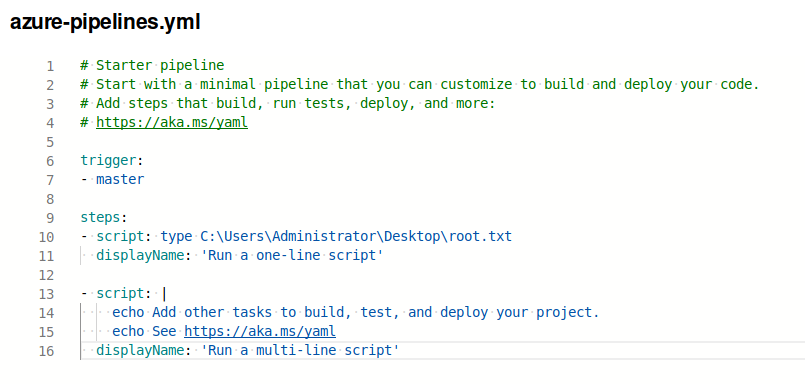 azure-pipelines.yml
1 # Starter pipeline
2 # Start with a minimal pipeline that you can customize to build and deploy your code.
3 # Add steps that build, run tests, deploy, and more:
4 # https://aka.ms/yaml
5
6 trigger:
7 - master
8
9 steps:
10 - script: type C:\Users\Administrator\Desktop\root.txt
11   displayName: 'Run a one-line script'
12
13 - script: |
14     echo Add other tasks to build, test, and deploy your project.
15     echo See https://aka.ms/yaml
16   displayName: 'Run a multi-line script'